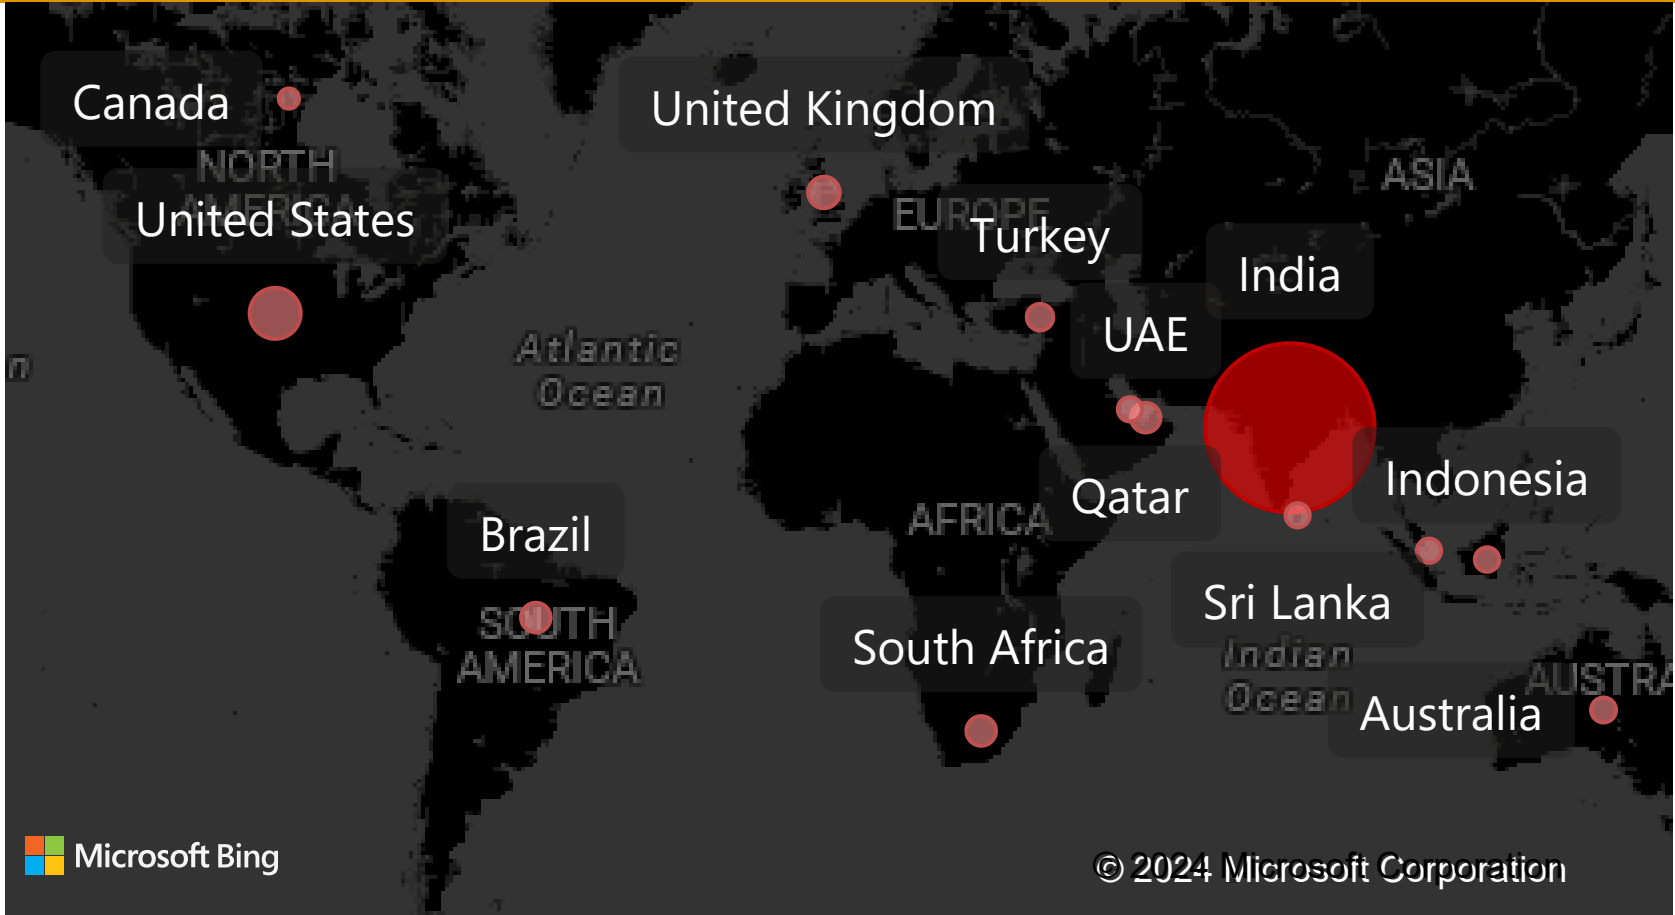 Canada
United Kingdom
NORTH
AMERICA
United States
ASIA
EUROPE
Turkey
India
UAE
Atlantic
Ocean
n
Indonesia
Qatar
AFRICA
Brazil
Sri Lanka
SOUTH
AMERICA
South Africa
Indian
Ocean
AUSTRA
Australia
Microsoft Bing
© 2024 Microsoft Corporation